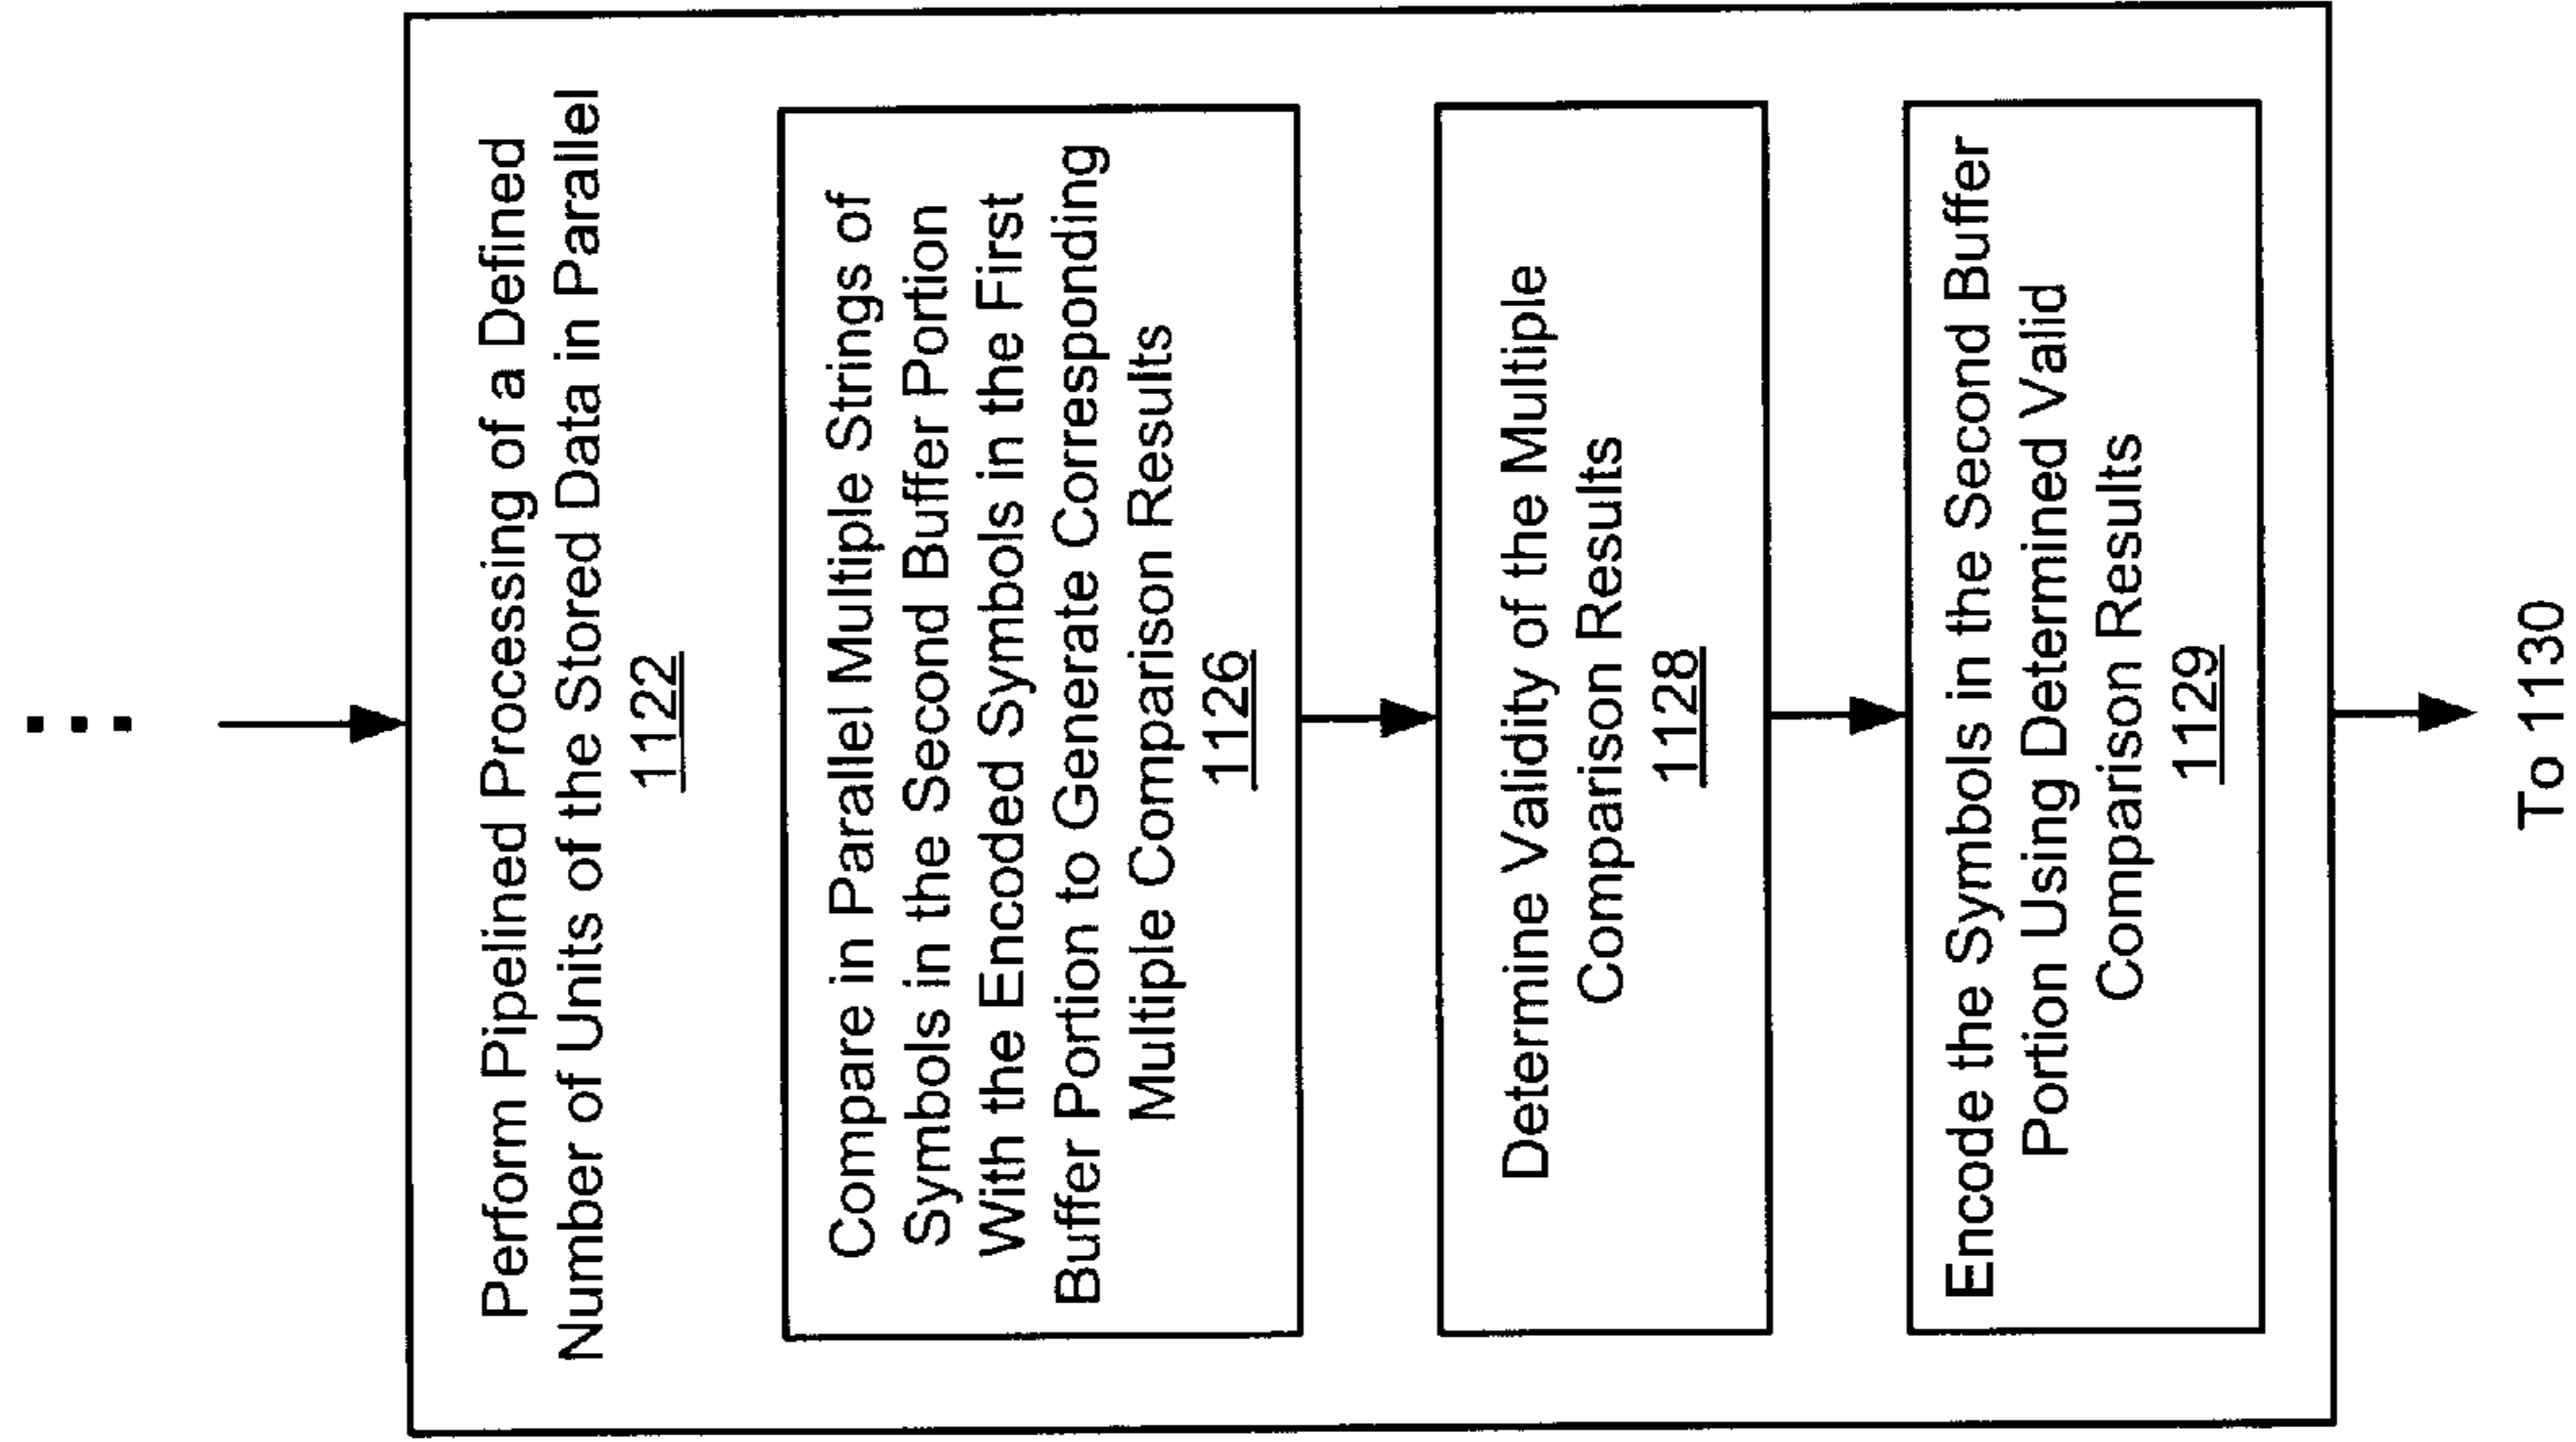 Perform Pipelined Processing of a Defined
Number of Units of the Stored Data in Parallel
1122
Compare in Parallel Multiple Strings of
Symbols in the Second Buffer Portion
With the Encoded Symbols in the First
Buffer Portion to Generate Corresponding
Multiple Comparison Results
1126
Determine Validity of the Multiple
Comparison Results
1128
Encode the Symbols in the Second Buffer
Portion Using Determined Valid
Comparison Results
1129
To 1130